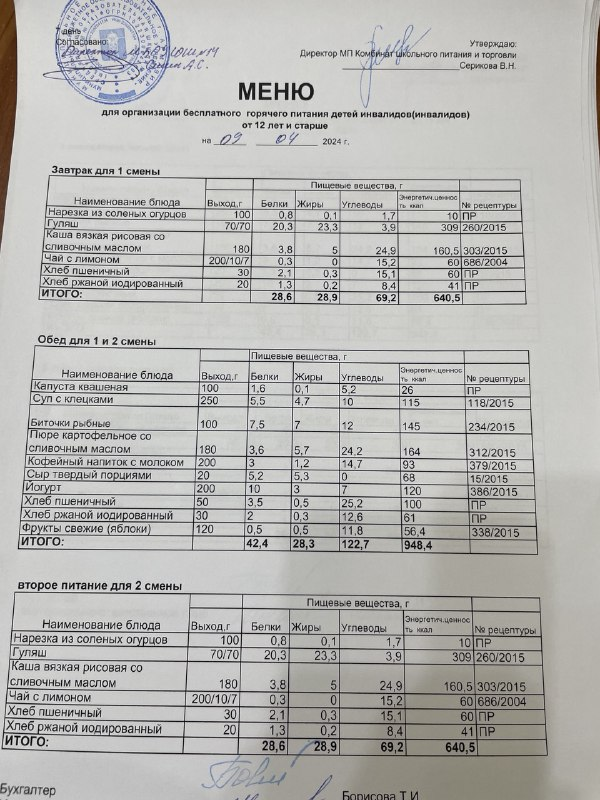 1 день
Согласовано:
Директор
Утверждаю:
Директор МП Комбинат школьного питания и торговли
Серикова В.Н.
МЕНЮ
для организации бесплатного горячего питания детей инвалидов(инвалидов)
от 12 лет и старше
на 09 04 2024 г.
Завтрак для 1 смены
Пищевые вещества, г
Наименование блюда Выход,г Белки Жиры Углеводы Энергетич.ценность ккал № рецептуры
Нарезка из соленых огурцов 100 0,8 0,1 1,7 10 ПР
Гуляш 70/70 20,3 23,3 3,9 309 260/2015
Каша вязкая рисовая со
сливочным маслом 180 3,8 5 24,9 160,5 303/2015
Чай с лимоном 200/10/7 0,3 0 15,2 60 686/2004
Хлеб пшеничный 30 2,1 0,3 15,1 60 ПР
Хлеб ржаной иодированный 20 1,3 0,2 8,4 41 ПР
ИТОГО: 28,6 28,9 69,2 640,5
Обед для 1 и 2 смены
Пищевые вещества, г
Наименование блюда Выход,г Белки Жиры Углеводы Энергетич.ценность ккал № рецептуры
Капуста квашеная 100 1,6 0,1 5,2 26 ПР
Суп с клецками 250 5,5 4,7 10 115 118/2015
Биточки рыбные 100 7,5 7 12 145 234/2015
Пюре картофельное со
сливочным маслом 180 3,6 5,7 24,2 164 312/2015
Кофейный напиток с молоком 200 3 1,2 14,7 93 379/2015
Сыр твердый порциями 20 5,2 5,3 0 68 15/2015
Йогурт 200 10 3 7 120 386/2015
Хлеб пшеничный 50 3,5 0,5 25,2 100 ПР
Хлеб ржаной иодированный 30 2 0,3 12,6 61 ПР
Фрукты свежие (яблоки) 120 0,5 0,5 11,8 56,4 338/2015
ИТОГО: 42,4 28,3 122,7 948,4
второе питание для 2 смены
Пищевые вещества, г
Наименование блюда Выход,г Белки Жиры Углеводы Энергетич.ценность ккал № рецептуры
Нарезка из соленых огурцов 100 0,8 0,1 1,7 10 ПР
Гуляш 70/70 20,3 23,3 3,9 309 260/2015
Каша вязкая рисовая со
сливочным маслом 180 3,8 5 24,9 160,5 303/2015
Чай с лимоном 200/10/7 0,3 0 15,2 60 686/2004
Хлеб пшеничный 30 2,1 0,3 15,1 60 ПР
Хлеб ржаной иодированный 20 1,3 0,2 8,4 41 ПР
ИТОГО: 28,6 28,9 69,2 640,5
Бухгалтер Борисова Т.И.